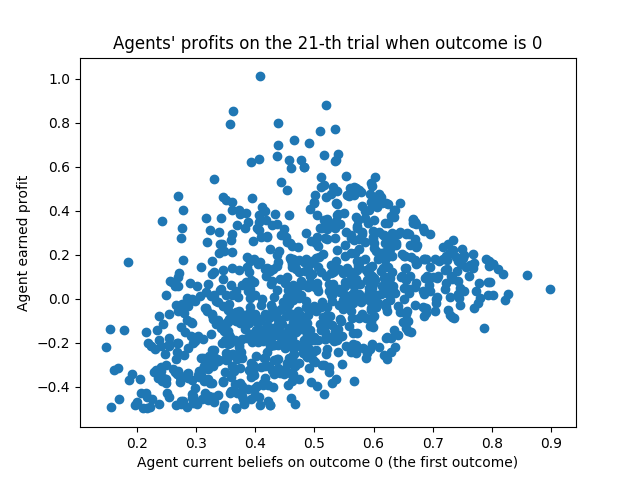 Agents' profits on the 21-th trial when outcome is 0
Agent earned profit
1.0
0.8
0.6
0.4
0.2
0.0
−0.2
−0.4
0.2 0.3 0.4 0.5 0.6 0.7 0.8 0.9
Agent current beliefs on outcome 0 (the first outcome)